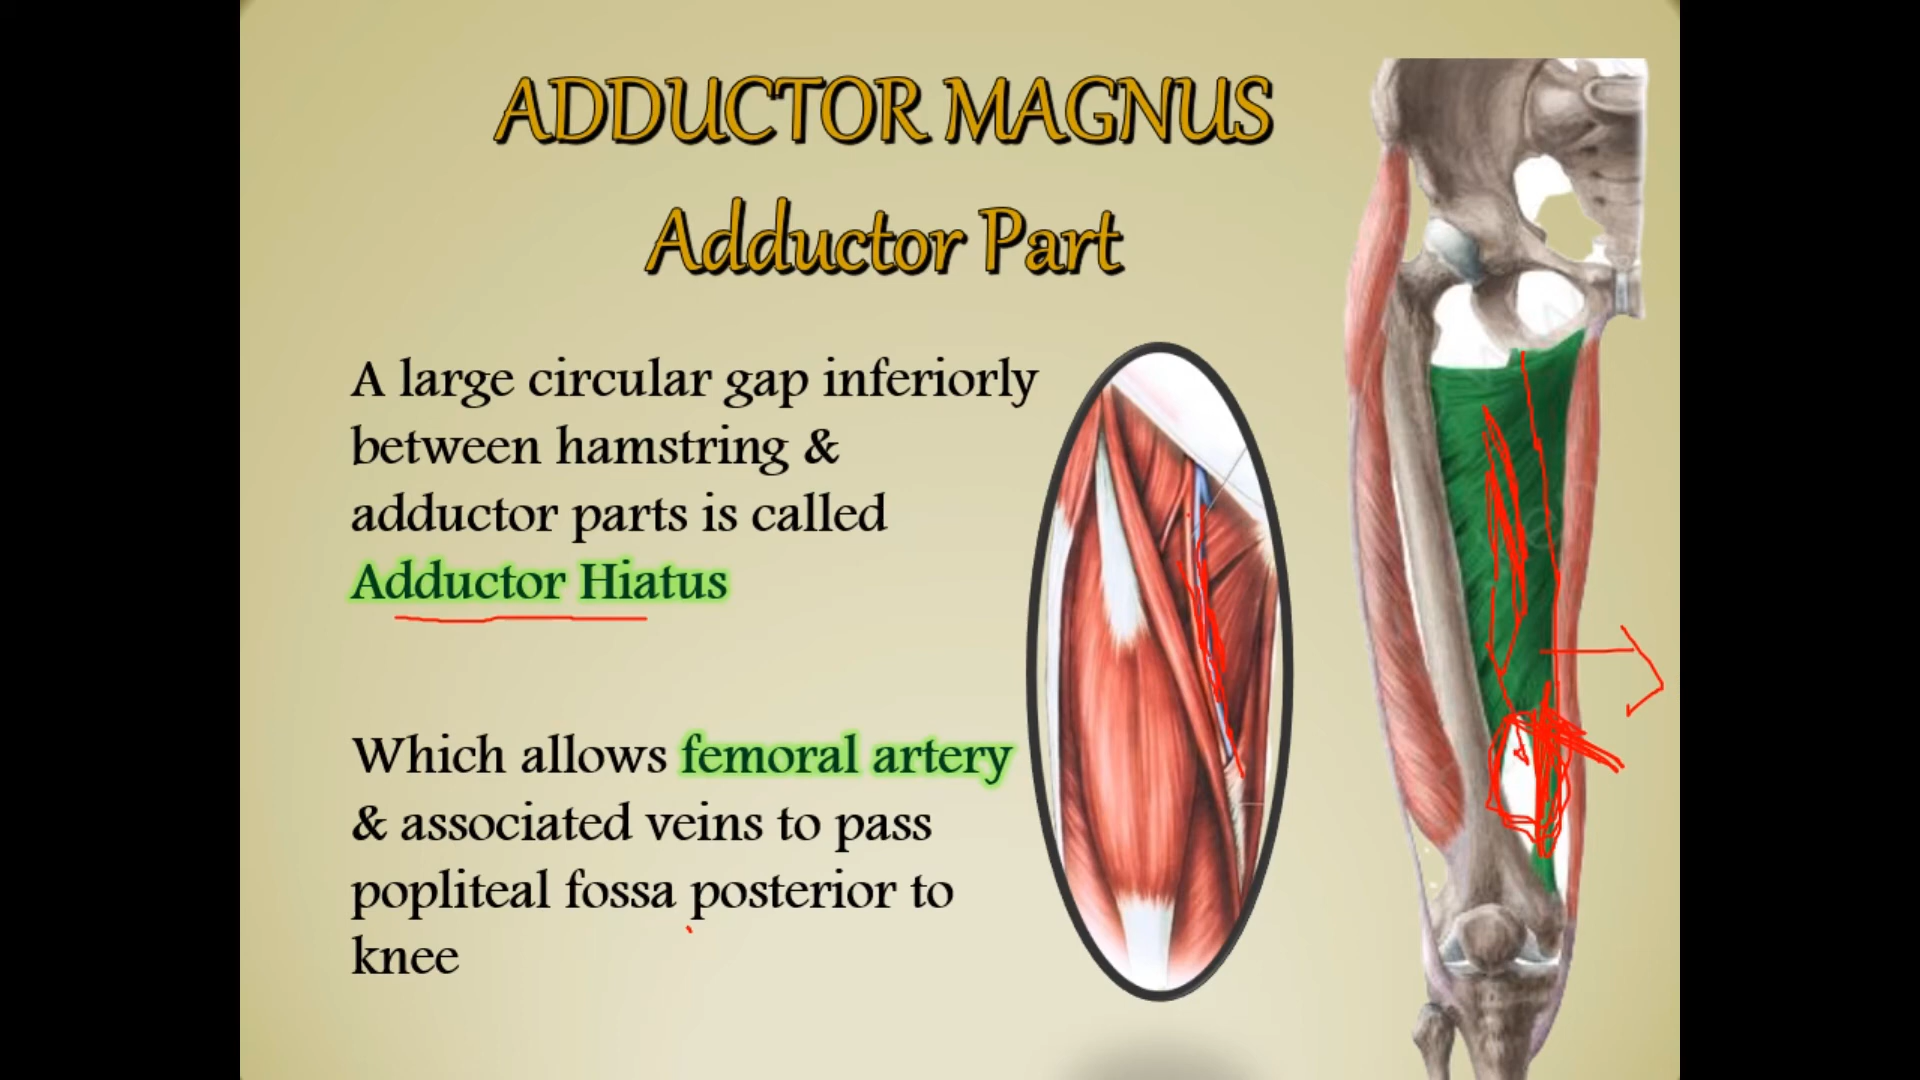 ADDUCTOR MAGNUS
Adductor Part
A large circular gap inferiorly
between hamstring &
adductor parts is called
Adductor Hiatus
Which allows femoral artery
& associated veins to pass
popliteal fossa posterior to
knee